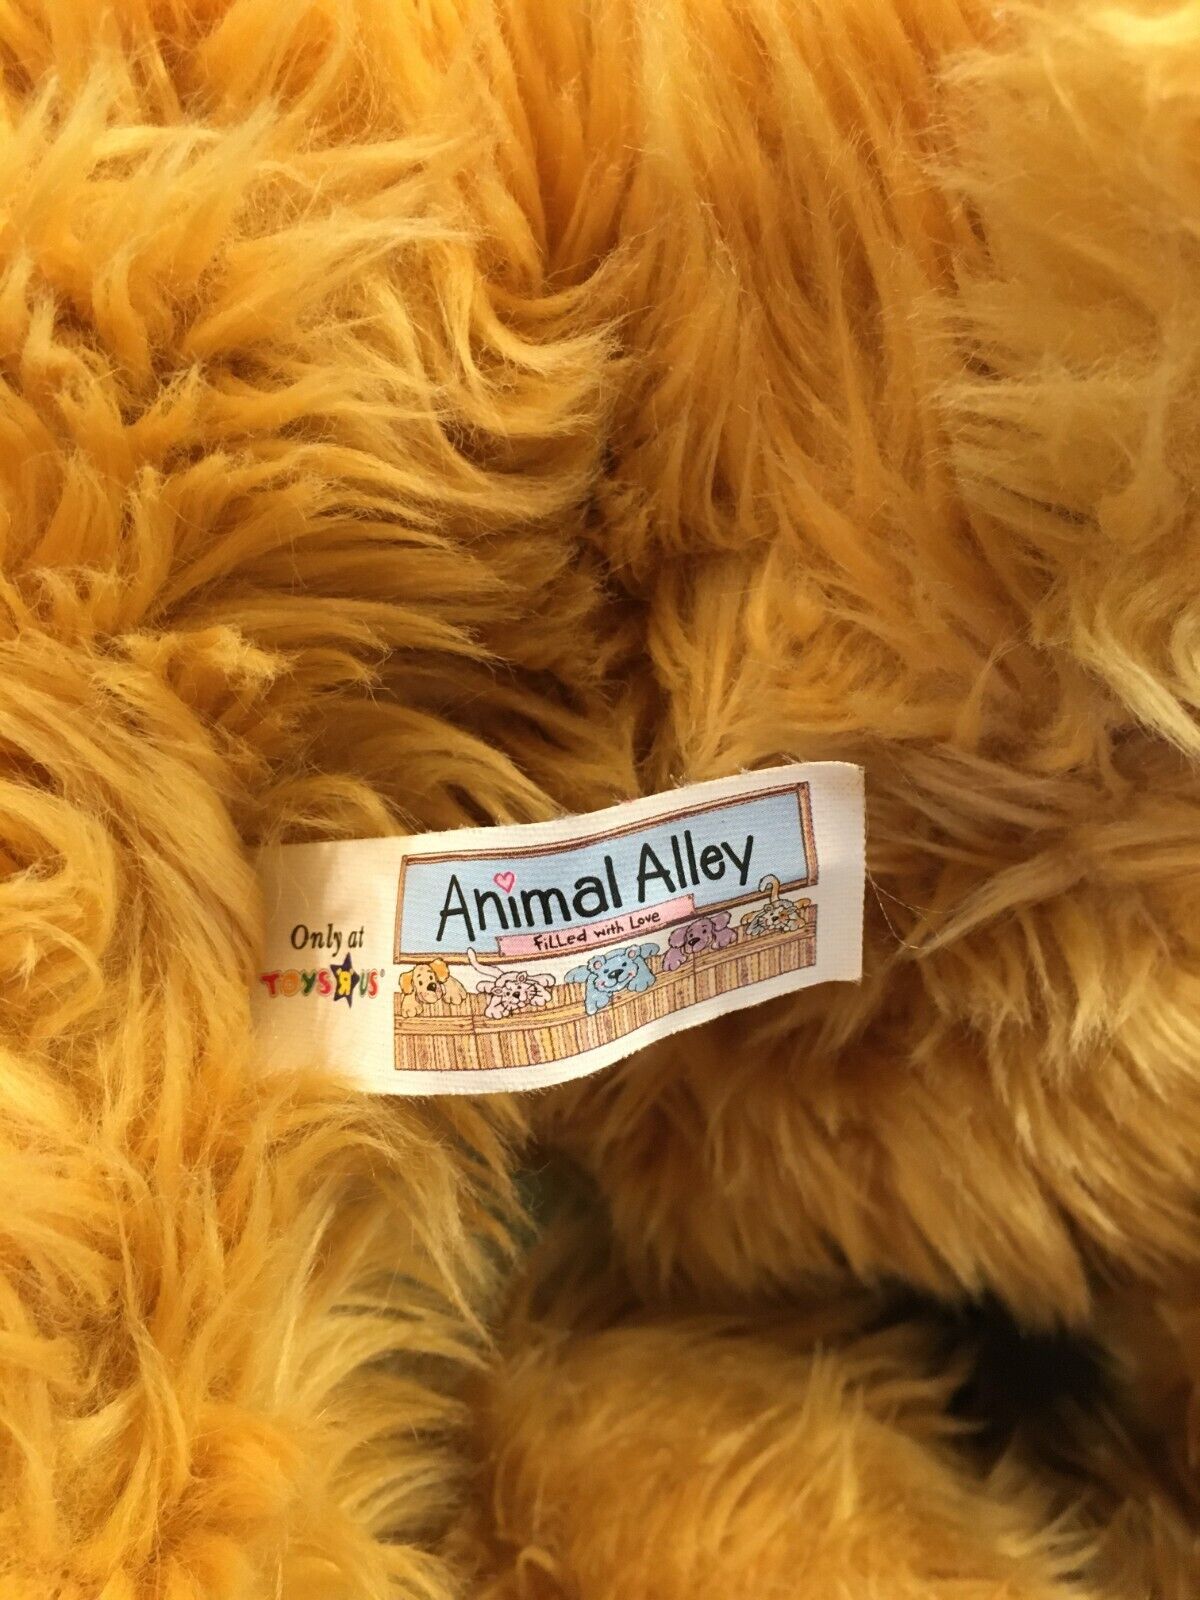 Only at
TOYS R US
Animal Alley
Filled with Love